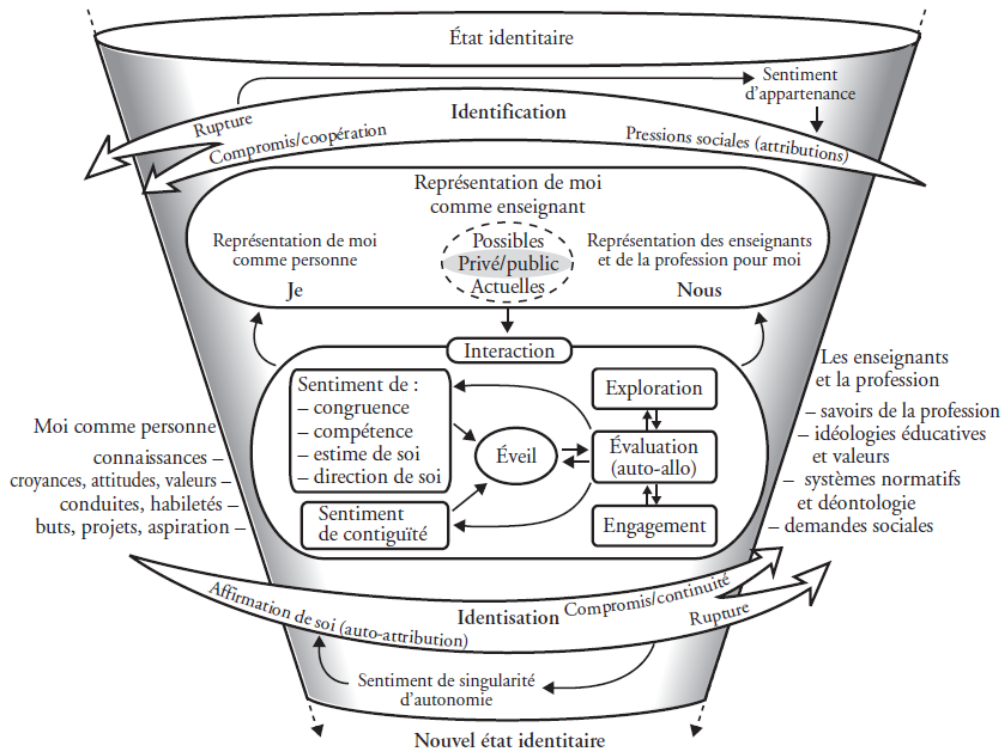 État identitaire
Sentiment
d'appartenance
Rupture
Identification
Compromis/coopération
Pressions sociales (attributions)
Représentation de moi
comme enseignant
Représentation de moi
comme personne
Je
Possibles
Privé/public
Actuelles
Représentation des enseignants
et de la profession pour moi
Nous
Interaction
Sentiment de :
– congruence
– compétence
– estime de soi
– direction de soi
Sentiment
de contiguïté
Éveil
Exploration
Évaluation
(auto-allo)
Engagement
Moi comme personne
connaissances –
croyances, attitudes, valeurs –
conduites, habiletés –
buts, projets, aspiration –
Les enseignants
et la profession
– savoirs de la profession
– idéologies éducatives
et valeurs
– systèmes normatifs
et déontologie
– demandes sociales
Affirmation de soi (auto-attribution)
Identisation
Compromis/continuité
Rupture
Sentiment de singularité
d'autonomie
Nouvel état identitaire